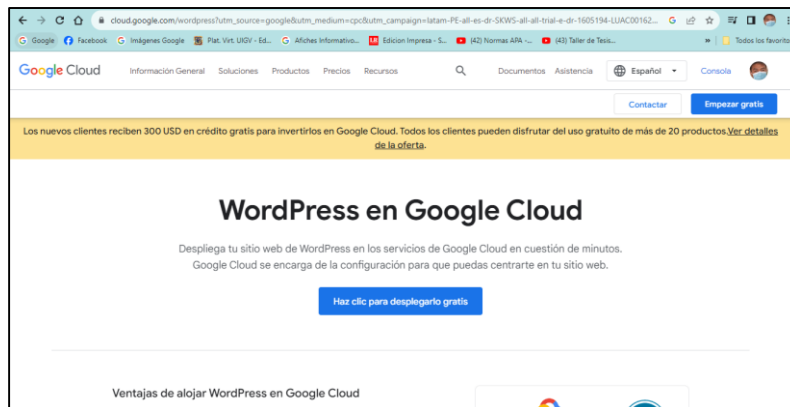 cloud.google.com/wordpress?utm_source=google&utm_medium=cpc&utm_campaign=latam-PE-all-es-dr-SKWS-all-all-trial-e-dr-1605194-LUAC00162...
Google Facebook Imágenes Google Plat. Virt. UIGV - Ed... Afiches Informativo... Edicion Impresa - S... (42) Normas APA -... (43) Taller de Tesis... » Todos los favorito
Google Cloud Información General Soluciones Productos Precios Recursos Documentos Asistencia Español Consola
Contactar Empezar gratis
Los nuevos clientes reciben 300 USD en crédito gratis para invertirlos en Google Cloud. Todos los clientes pueden disfrutar del uso gratuito de más de 20 productos.Ver detalles
de la oferta.
WordPress en Google Cloud
Despliega tu sitio web de WordPress en los servicios de Google Cloud en cuestión de minutos.
Google Cloud se encarga de la configuración para que puedas centrarte en tu sitio web.
Haz clic para desplegarlo gratis
Ventajas de alojar WordPress en Google Cloud